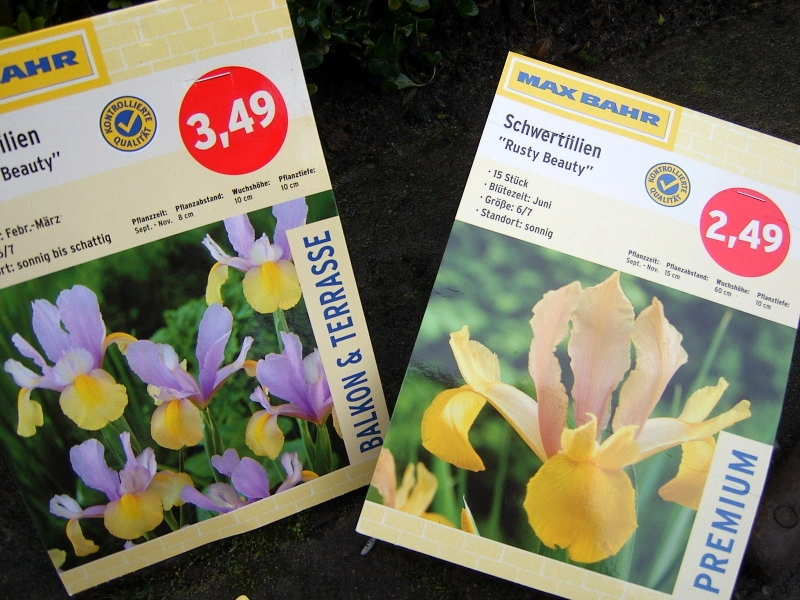 BAHR
KONTROLLIERTE
QUALITÄT
3,49
ilien
Beauty"
: Febr.-März
6/7
ort: sonnig bis schattig
Pflanzzeit: Pflanzabstand: Wuchshöhe: Pflanztiefe:
Sept. - Nov. 8 cm 10 cm 10 cm
BALKON & TERRASSE
MAX BAHR
Schwertlilien
"Rusty Beauty"
· 15 Stück
· Blütezeit: Juni
· Größe: 6/7
· Standort: sonnig
KONTROLLIERTE
QUALITÄT
2,49
Pflanzzeit: Pflanzabstand: Wuchshöhe: Pflanztiefe:
Sept. - Nov. 15 cm 60 cm 10 cm
PREMIUM